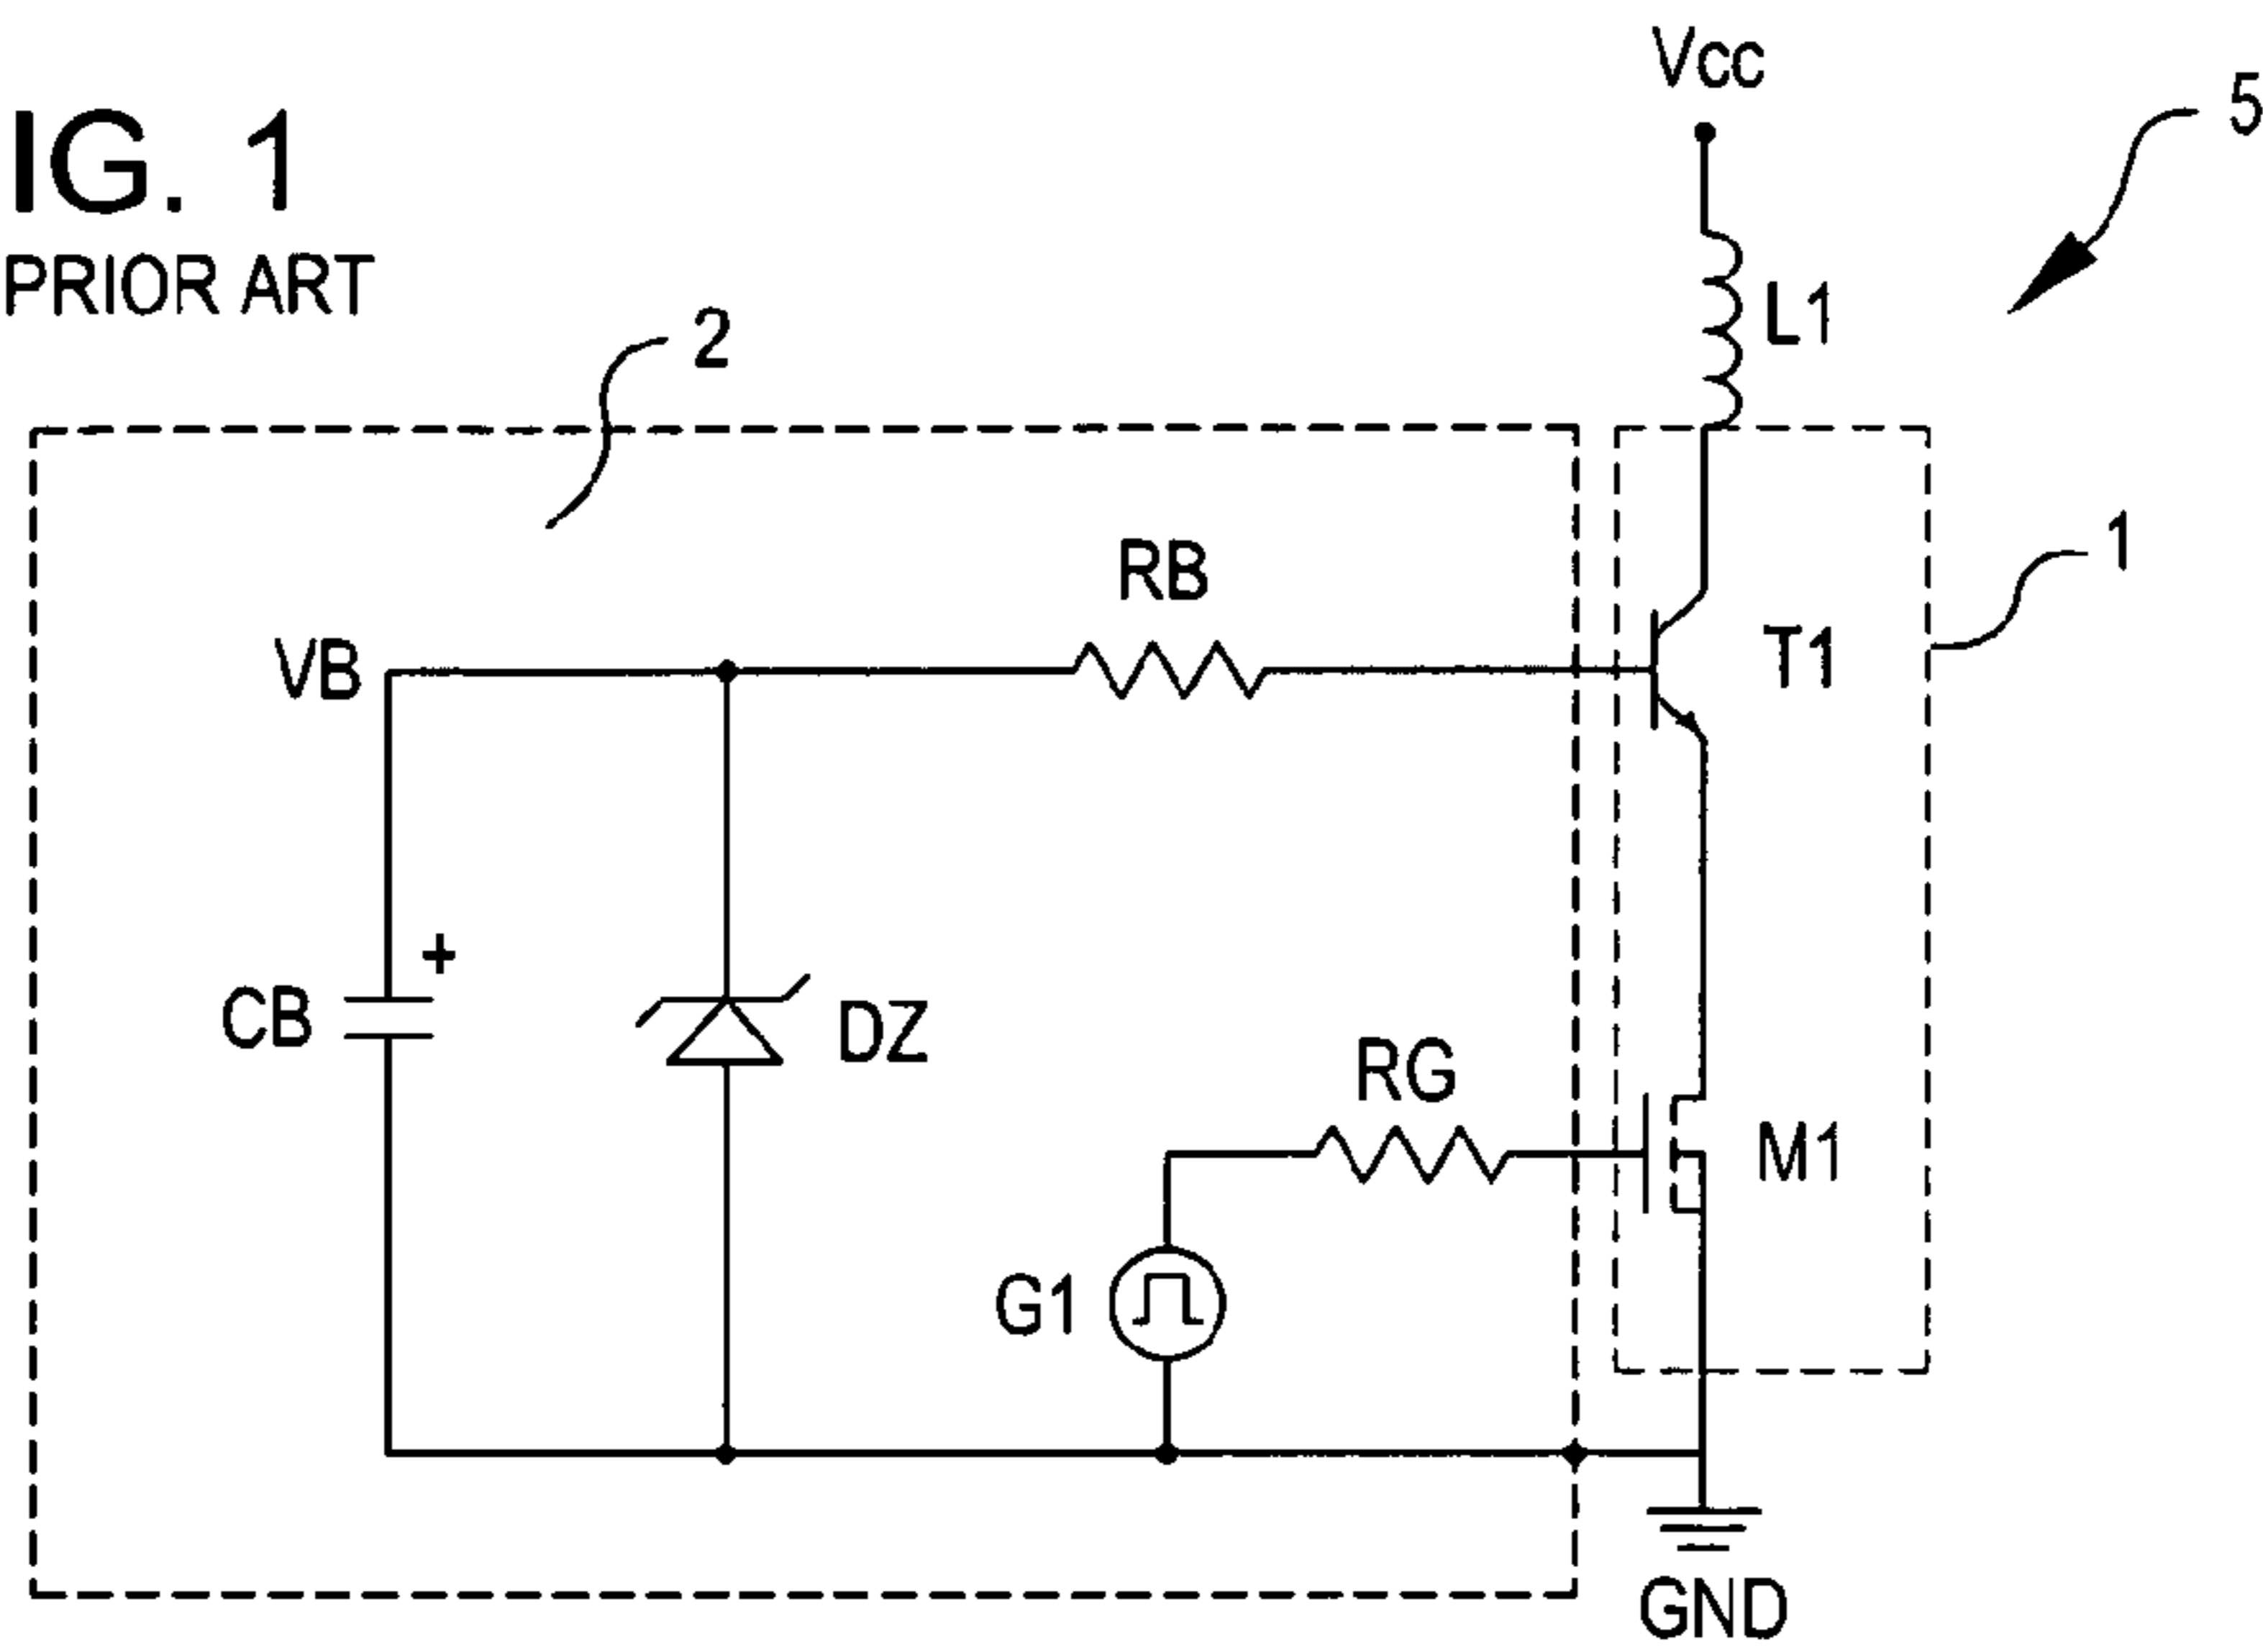 Vcc
5
IG. 1
PRIOR ART
2
L1
1
RB
VB
T1
+
CB
DZ
RG
M1
G1
GND